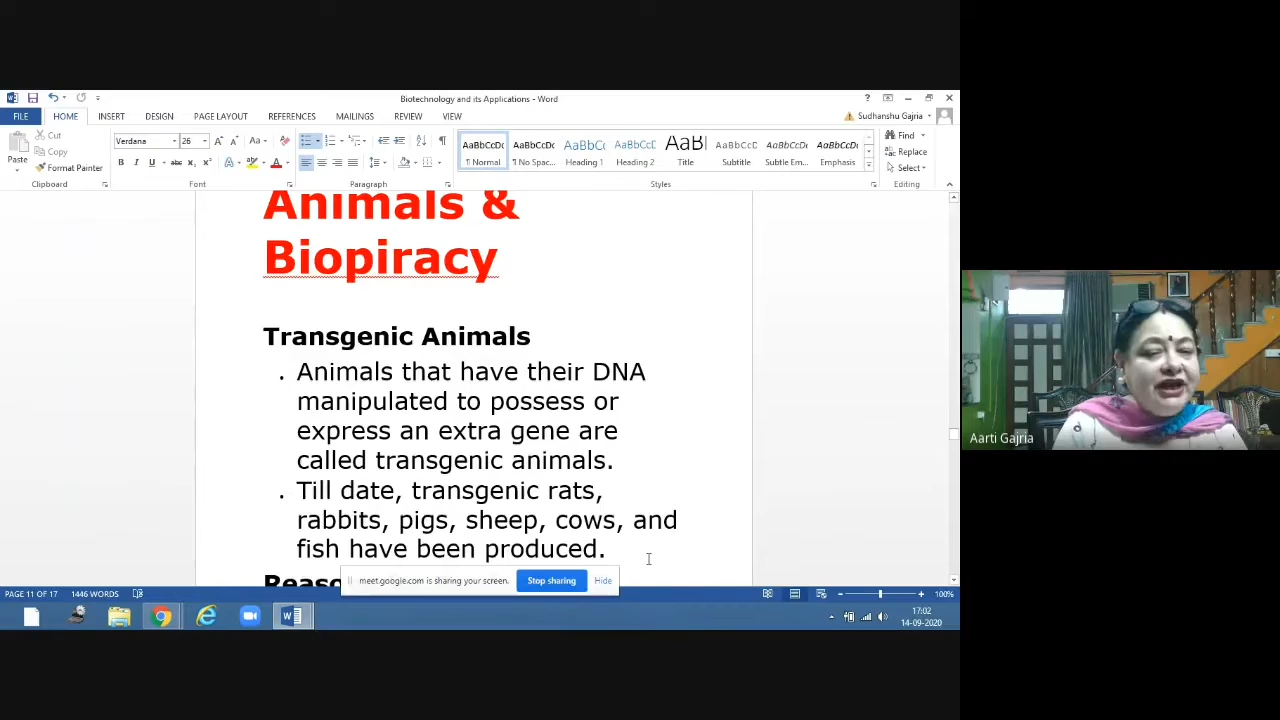 Biotechnology and its Applications - Word
FILE HOME INSERT DESIGN PAGE LAYOUT REFERENCES MAILINGS REVIEW VIEW
Sudhanshu Gajria
Paste
Cut
Copy
Format Painter
Clipboard
Verdana 26
Font
Paragraph
AaBbCcDc AaBbCcDc AaBbCc AaBbCcC AaBl AaBbCcD AaBbCcDc AaBbCcDc
¶ Normal ¶ No Spac... Heading 1 Heading 2 Title Subtitle Subtle Em... Emphasis
Styles
Find
Replace
Select
Editing
Animals &
Biopiracy
Transgenic Animals
. Animals that have their DNA
manipulated to possess or
express an extra gene are
called transgenic animals.
. Till date, transgenic rats,
rabbits, pigs, sheep, cows, and
fish have been produced.
Reaso
meet.google.com is sharing your screen. Stop sharing Hide
PAGE 11 OF 17 1446 WORDS 100%
17:02
14-09-2020
Aarti Gajria